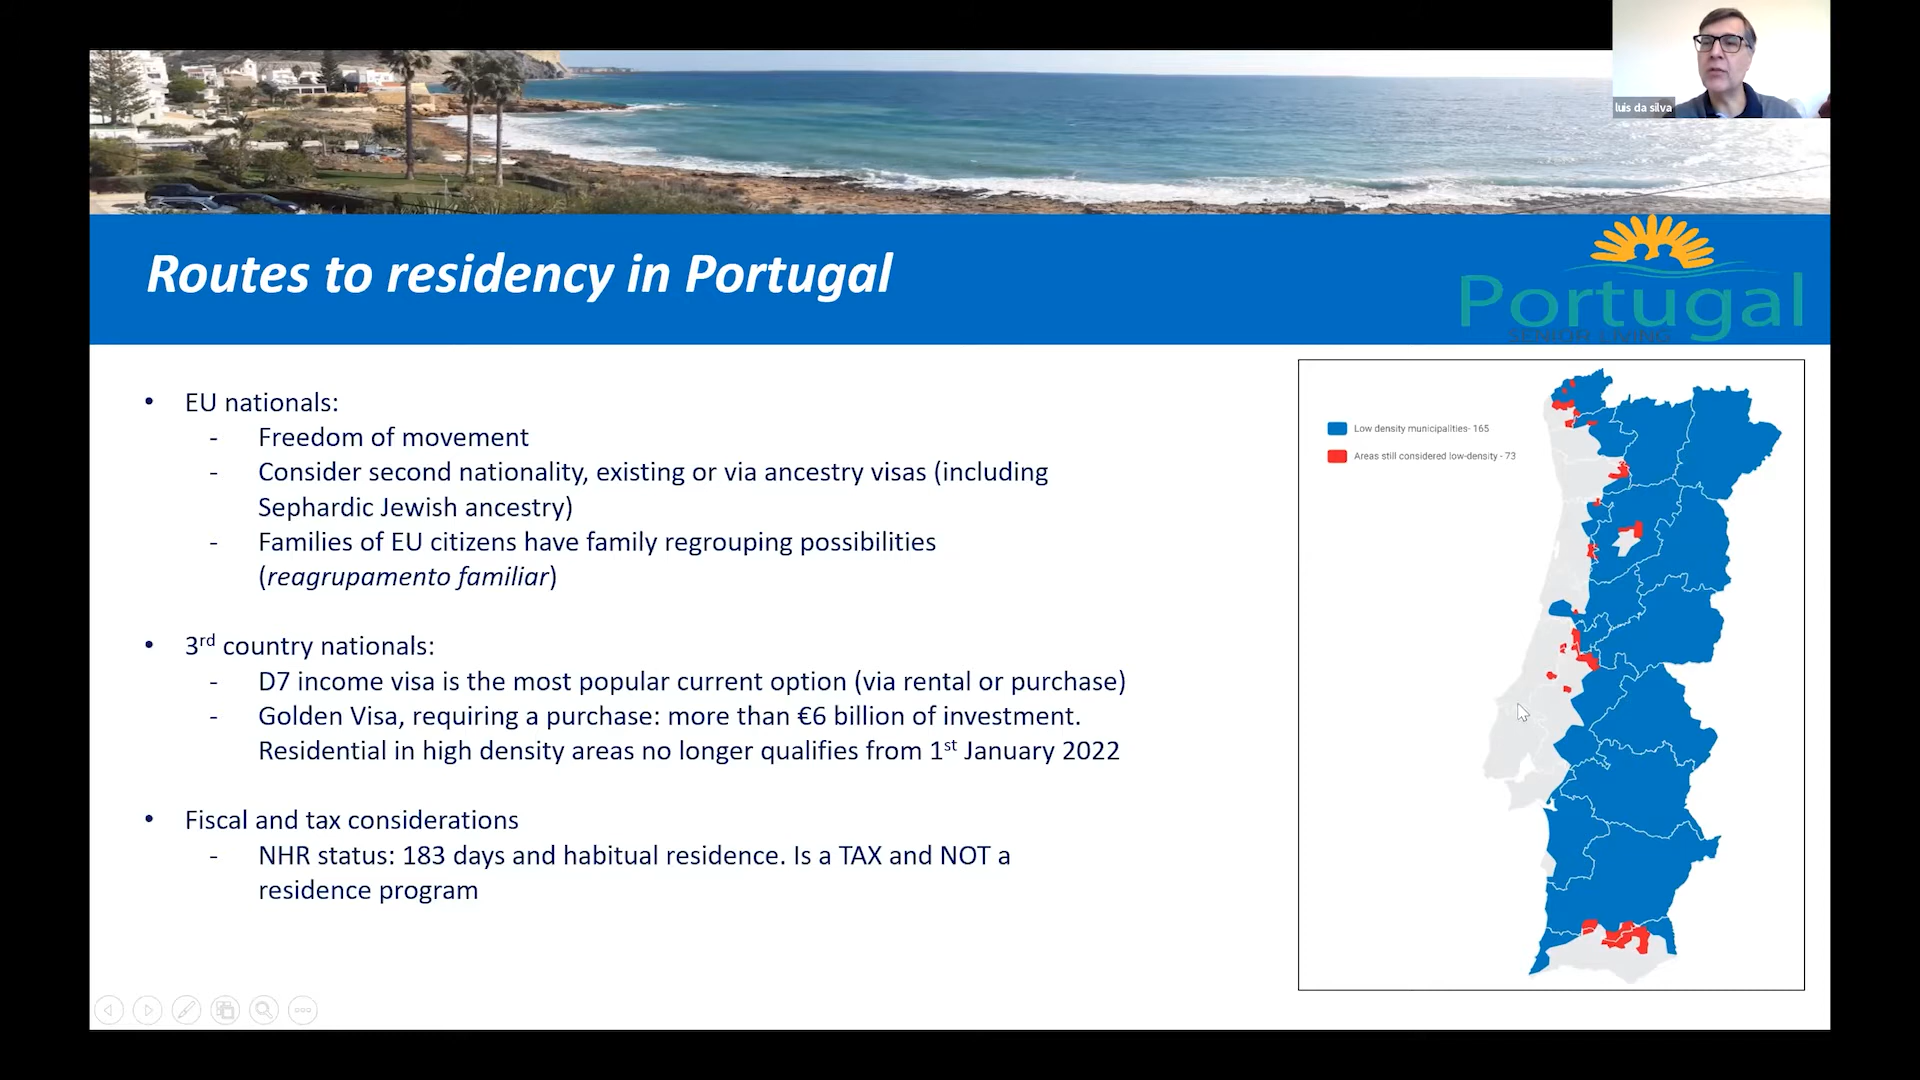 luis da silva
Routes to residency in Portugal
Portugal
SENIOR LIVING
• EU nationals:
- Freedom of movement
- Consider second nationality, existing or via ancestry visas (including
Sephardic Jewish ancestry)
- Families of EU citizens have family regrouping possibilities
(reagrupamento familiar)
• 3rd country nationals:
- D7 income visa is the most popular current option (via rental or purchase)
- Golden Visa, requiring a purchase: more than €6 billion of investment.
Residential in high density areas no longer qualifies from 1st January 2022
• Fiscal and tax considerations
- NHR status: 183 days and habitual residence. Is a TAX and NOT a
residence program
Low density municipalities- 165
Areas still considered low-density - 73